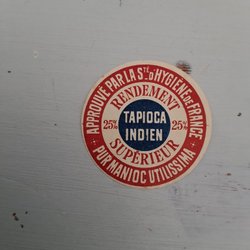 APPROUVÉ PAR LA STÉ D'HYGIÈNE DE FRANCE
RENDEMENT
25% TAPIOCA 25%
INDIEN
SUPÉRIEUR
PUR MANIOC UTILISSIMA